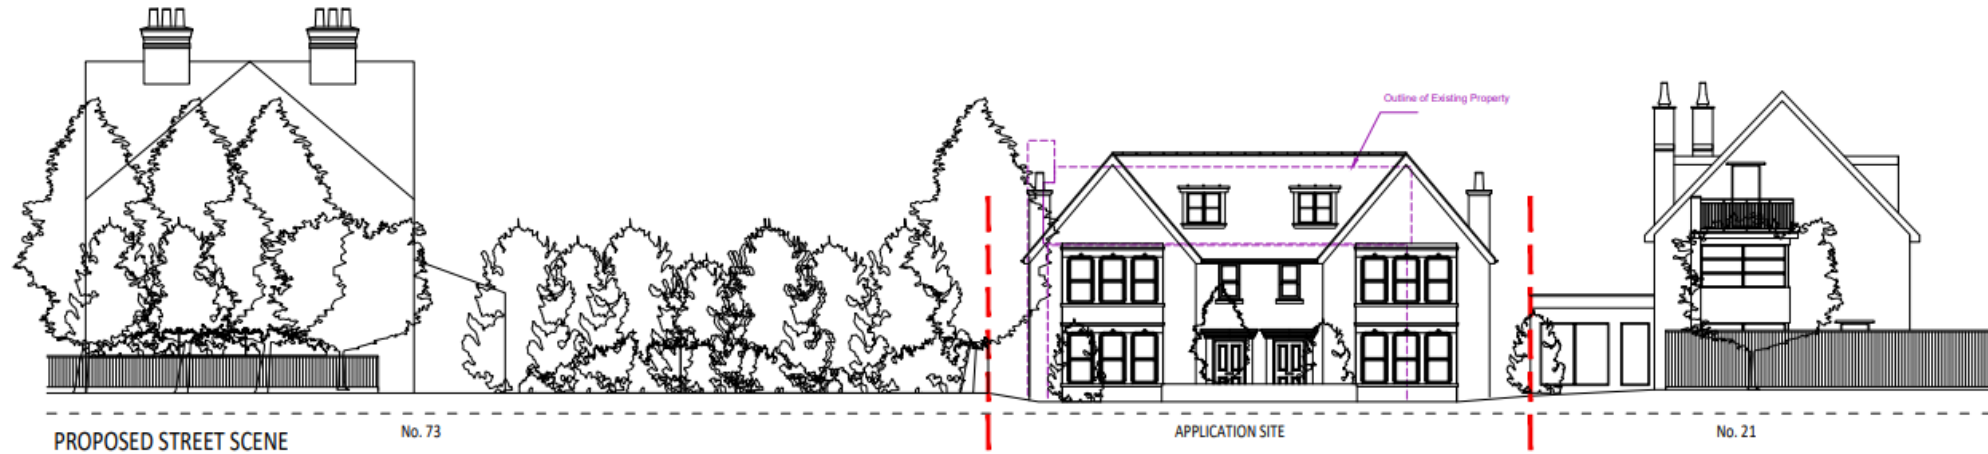 Outline of Existing Property
PROPOSED STREET SCENE
No. 73
APPLICATION SITE
No. 21